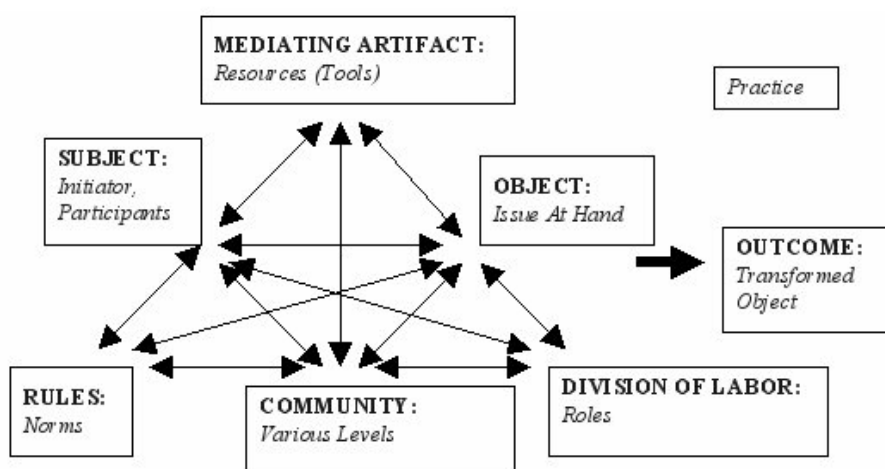 MEDIATING ARTIFACT:
Resources (Tools)
Practice
SUBJECT:
Initiator,
Participants
OBJECT:
Issue At Hand
OUTCOME:
Transformed
Object
RULES:
Norms
COMMUNITY:
Various Levels
DIVISION OF LABOR:
Roles